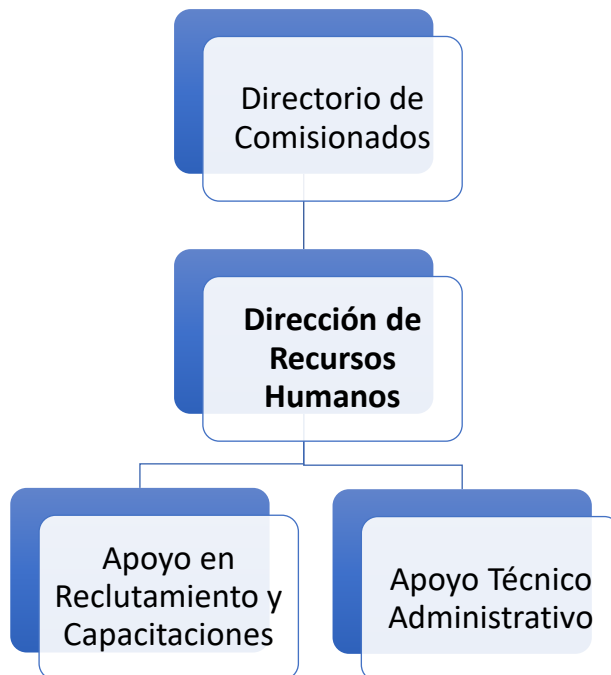 Directorio de
Comisionados
Dirección de
Recursos
Humanos
Apoyo en
Reclutamiento y
Capacitaciones
Apoyo Técnico
Administrativo